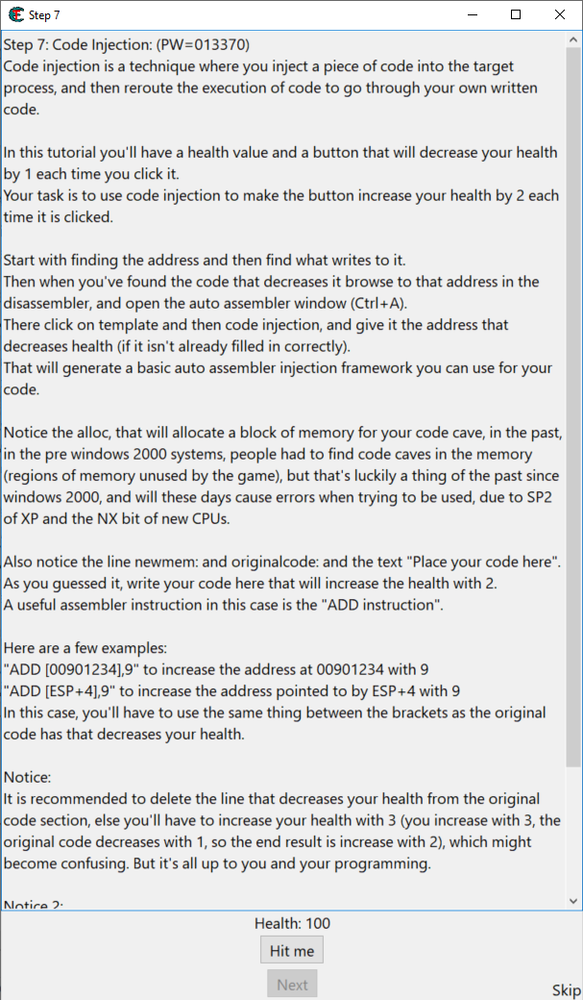 Step 7
Step 7: Code Injection: (PW=013370)
Code injection is a technique where you inject a piece of code into the target
process, and then reroute the execution of code to go through your own written
code.
In this tutorial you'll have a health value and a button that will decrease your health
by 1 each time you click it.
Your task is to use code injection to make the button increase your health by 2 each
time it is clicked.
Start with finding the address and then find what writes to it.
Then when you've found the code that decreases it browse to that address in the
disassembler, and open the auto assembler window (Ctrl+A).
There click on template and then code injection, and give it the address that
decreases health (if it isn't already filled in correctly).
That will generate a basic auto assembler injection framework you can use for your
code.
Notice the alloc, that will allocate a block of memory for your code cave, in the past,
in the pre windows 2000 systems, people had to find code caves in the memory
(regions of memory unused by the game), but that's luckily a thing of the past since
windows 2000, and will these days cause errors when trying to be used, due to SP2
of XP and the NX bit of new CPUs.
Also notice the line newmem: and originalcode: and the text "Place your code here".
As you guessed it, write your code here that will increase the health with 2.
A useful assembler instruction in this case is the "ADD instruction".
Here are a few examples:
"ADD [00901234],9" to increase the address at 00901234 with 9
"ADD [ESP+4],9" to increase the address pointed to by ESP+4 with 9
In this case, you'll have to use the same thing between the brackets as the original
code has that decreases your health.
Notice:
It is recommended to delete the line that decreases your health from the original
code section, else you'll have to increase your health with 3 (you increase with 3, the
original code decreases with 1, so the end result is increase with 2), which might
become confusing. But it's all up to you and your programming.
Notice 2:
Health: 100
Hit me
Next
Skip